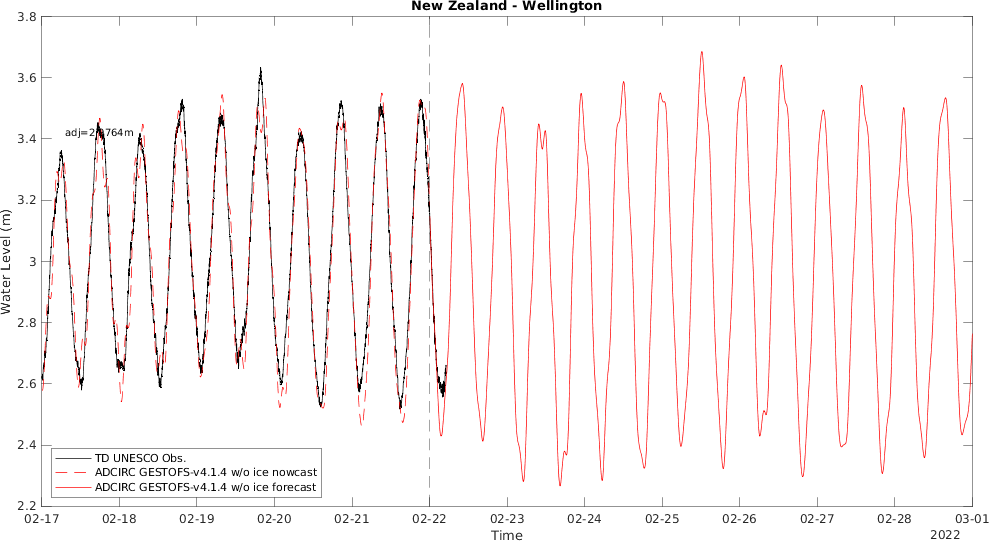 New Zealand - Wellington
3.8
3.6
3.4
3.2
3
2.8
2.6
2.4
2.2
Water Level (m)
TD UNESCO Obs.
ADCIRC GESTOFS-v4.1.4 w/o ice nowcast
ADCIRC GESTOFS-v4.1.4 w/o ice forecast
02-17 02-18 02-19 02-20 02-21 02-22 02-23 02-24 02-25 02-26 02-27 02-28 03-01
Time
2022